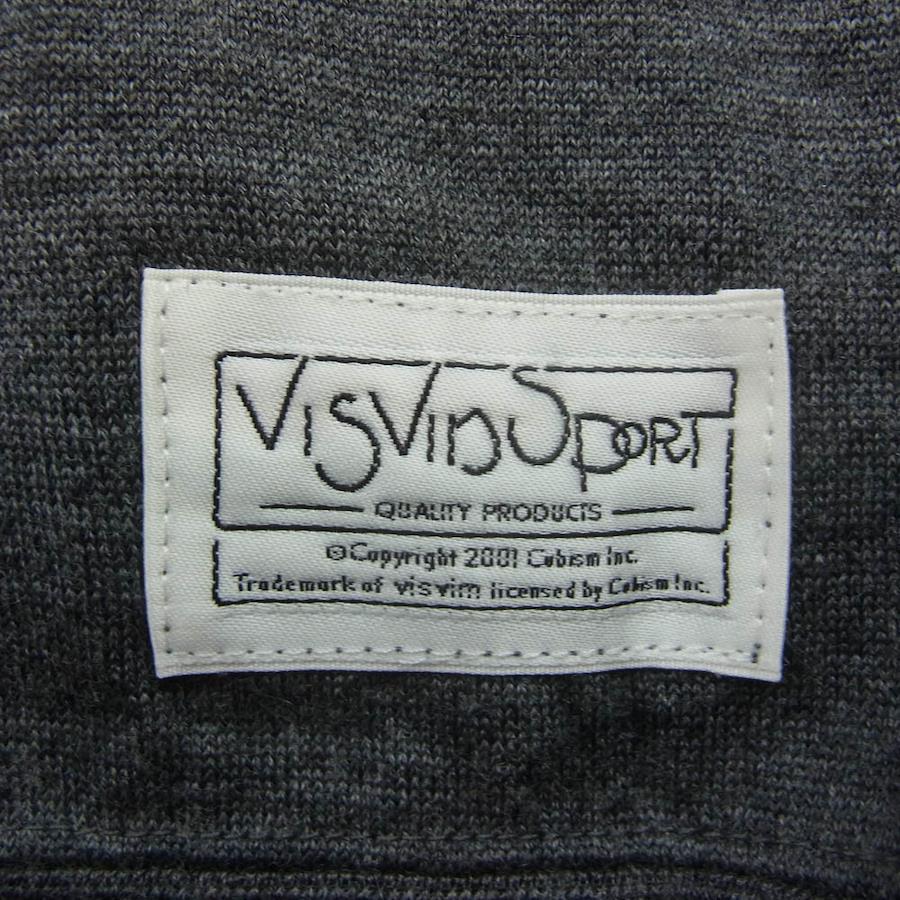 VISVIM SPORT
QUALITY PRODUCTS
©Copyright 2001 Cubism Inc.
Trademark of visvim licensed by Cubism Inc.